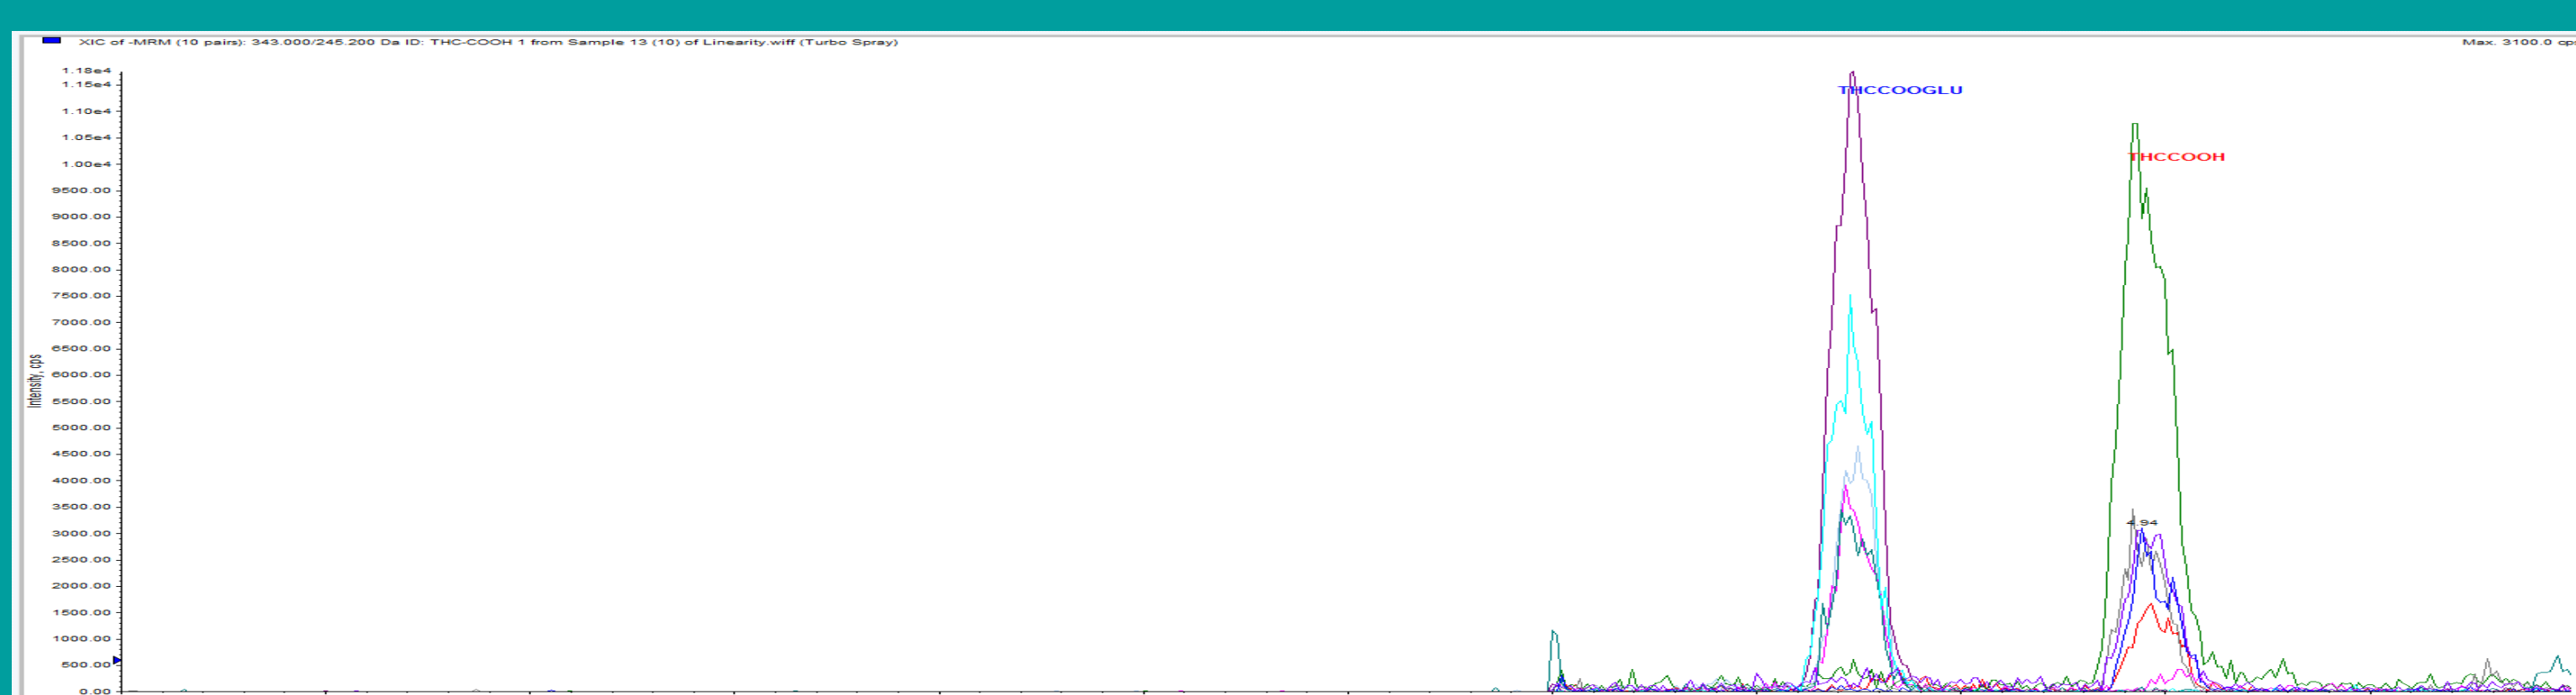 XIC of -MRM (10 pairs): 343.000/245.200 Da ID: THC-COOH 1 from Sample 13 (10) of Linearity.wiff (Turbo Spray)
Max. 3100.0 cps
1.18e4
1.15e4
THCCOOGLU
1.10e4
1.05e4
1.00e4
THCCOOH
9500.00
9000.00
8500.00
8000.00
7500.00
7000.00
6500.00
6000.00
5500.00
5000.00
4500.00
4000.00
3500.00
3000.00
2500.00
2000.00
1500.00
1000.00
500.00
0.00
Intensity, cps
4.94